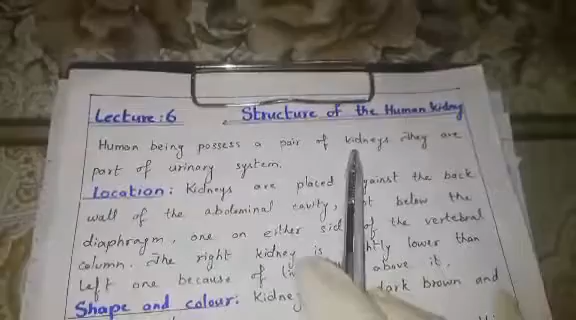 Lecture: 6 Structure of the Human kidney
Human being possess a pair of kidneys They are
part of urinary system.
Location: Kidneys are placed against the back
wall of the abdominal cavity, below the
diaphragm, one on either side of the vertebral
column. The right kidney is lower than
Left one because of above it.
Shape and colour: dark brown and